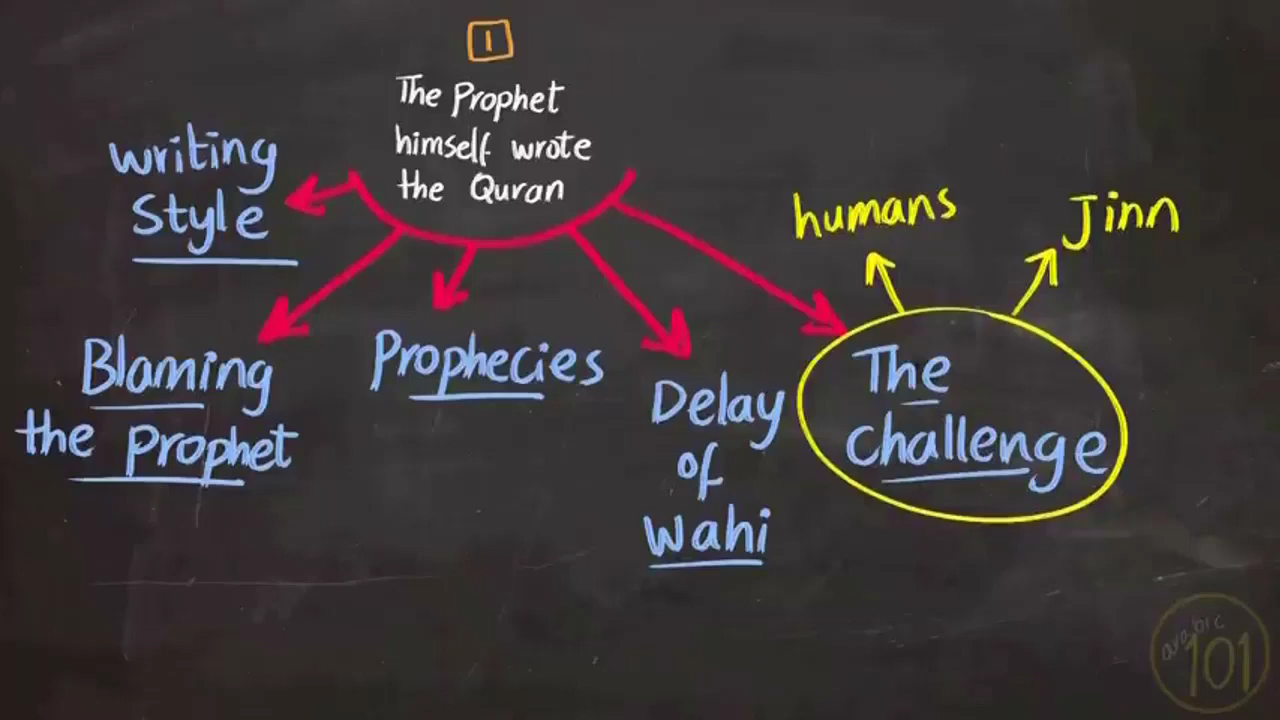 1
The Prophet
himself wrote
the Quran
writing
Style
Blaming
the Prophet
Prophecies
Delay
of
Wahi
The
challenge
humans
Jinn
arabic
101